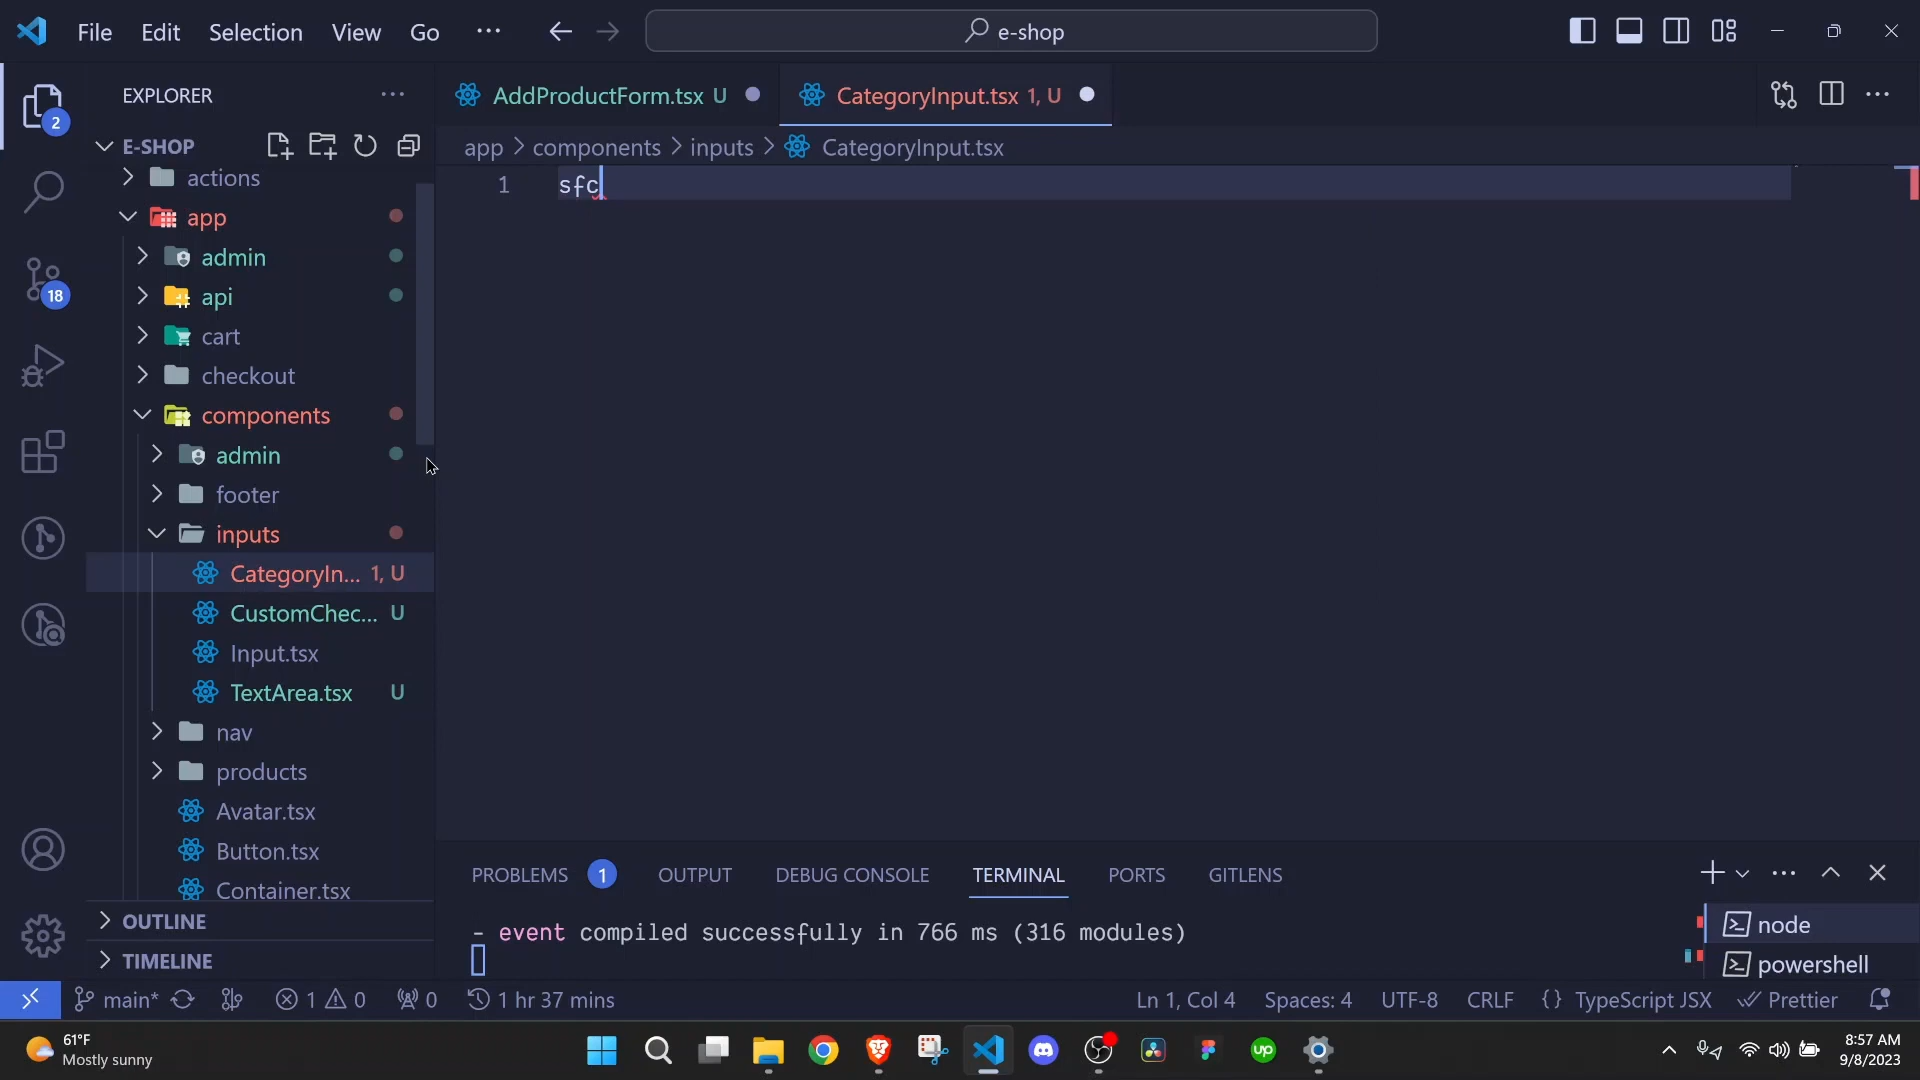 File Edit Selection View Go ··· e-shop
EXPLORER ···
AddProductForm.tsx U
CategoryInput.tsx 1, U
E-SHOP
app > components > inputs > CategoryInput.tsx
1 sfc
actions
app
admin
api
cart
checkout
components
admin
footer
inputs
CategoryIn... 1, U
CustomChec... U
Input.tsx
TextArea.tsx U
nav
products
Avatar.tsx
Button.tsx
Container.tsx
OUTLINE
TIMELINE
2
18
PROBLEMS 1 OUTPUT DEBUG CONSOLE TERMINAL PORTS GITLENS
- event compiled successfully in 766 ms (316 modules)
node
powershell
main* 1 0 0 1 hr 37 mins Ln 1, Col 4 Spaces: 4 UTF-8 CRLF {} TypeScript JSX Prettier
61°F
Mostly sunny
up
8:57 AM
9/8/2023